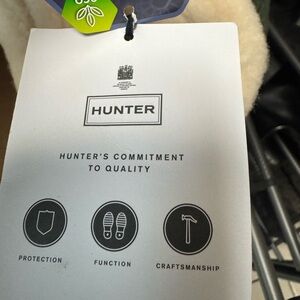 HUNTER
HUNTER'S COMMITMENT
TO QUALITY
PROTECTION
FUNCTION
CRAFTSMANSHIP